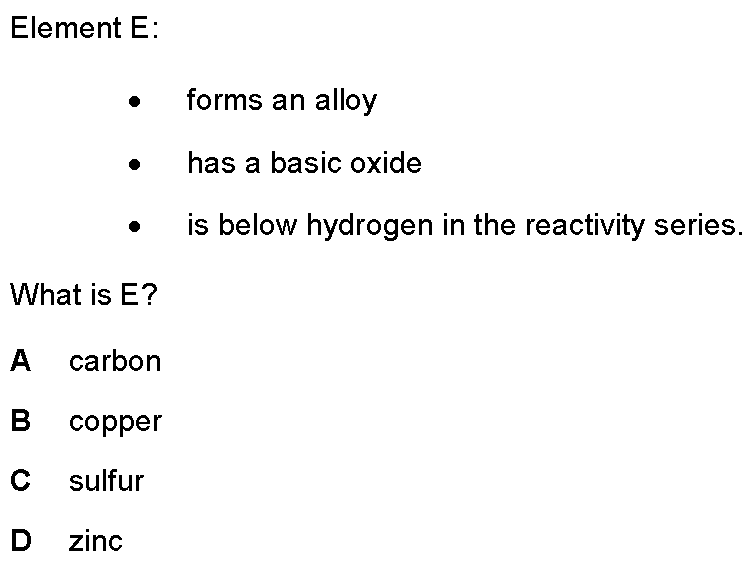 Element E:
• forms an alloy
• has a basic oxide
• is below hydrogen in the reactivity series.
What is E?
A carbon
B copper
C sulfur
D zinc